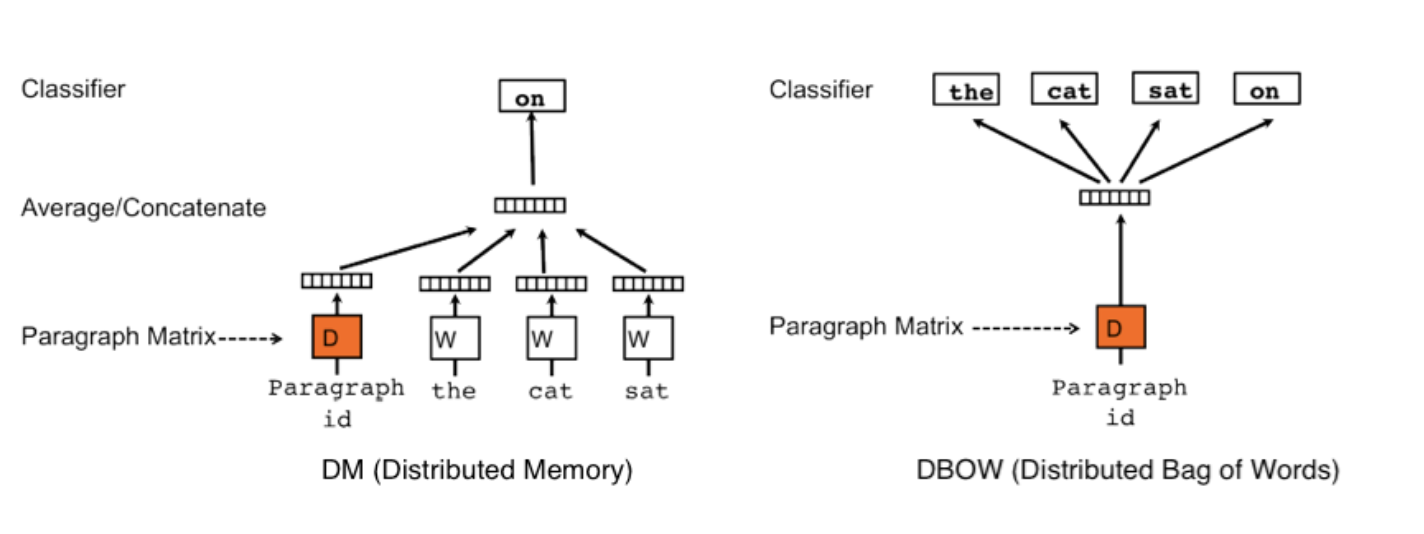 Classifier
on
Average/Concatenate
Paragraph Matrix
D
W
W
W
Paragraph
id
the
cat
sat
DM (Distributed Memory)
Classifier
the
cat
sat
on
Paragraph Matrix
D
Paragraph
id
DBOW (Distributed Bag of Words)